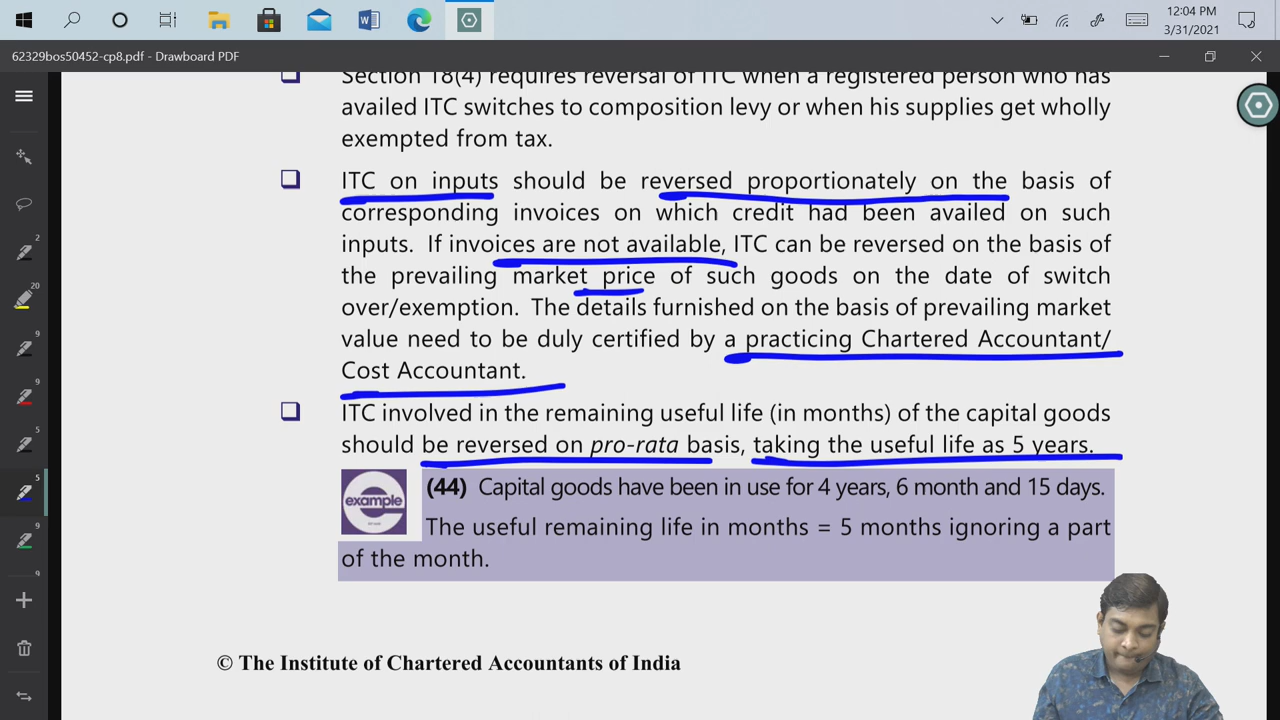 12:04 PM
3/31/2021
62329bos50452-cp8.pdf - Drawboard PDF
Section 18(4) requires reversal of ITC when a registered person who has
availed ITC switches to composition levy or when his supplies get wholly
exempted from tax.
ITC on inputs should be reversed proportionately on the basis of
corresponding invoices on which credit had been availed on such
inputs. If invoices are not available, ITC can be reversed on the basis of
the prevailing market price of such goods on the date of switch
over/exemption. The details furnished on the basis of prevailing market
value need to be duly certified by a practicing Chartered Accountant/
Cost Accountant.
ITC involved in the remaining useful life (in months) of the capital goods
should be reversed on pro-rata basis, taking the useful life as 5 years.
example
(44) Capital goods have been in use for 4 years, 6 month and 15 days.
The useful remaining life in months = 5 months ignoring a part
of the month.
© The Institute of Chartered Accountants of India
2
20
9
9
5
5
9
9